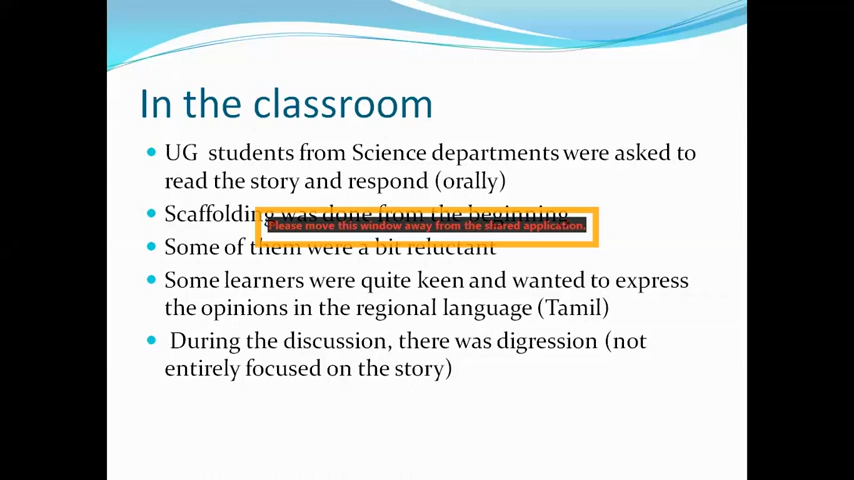 In the classroom
• UG students from Science departments were asked to
read the story and respond (orally)
• Scaffolding was done from the beginning
Please move this window away from the shared application.
• Some of them were a bit reluctant
• Some learners were quite keen and wanted to express
the opinions in the regional language (Tamil)
• During the discussion, there was digression (not
entirely focused on the story)